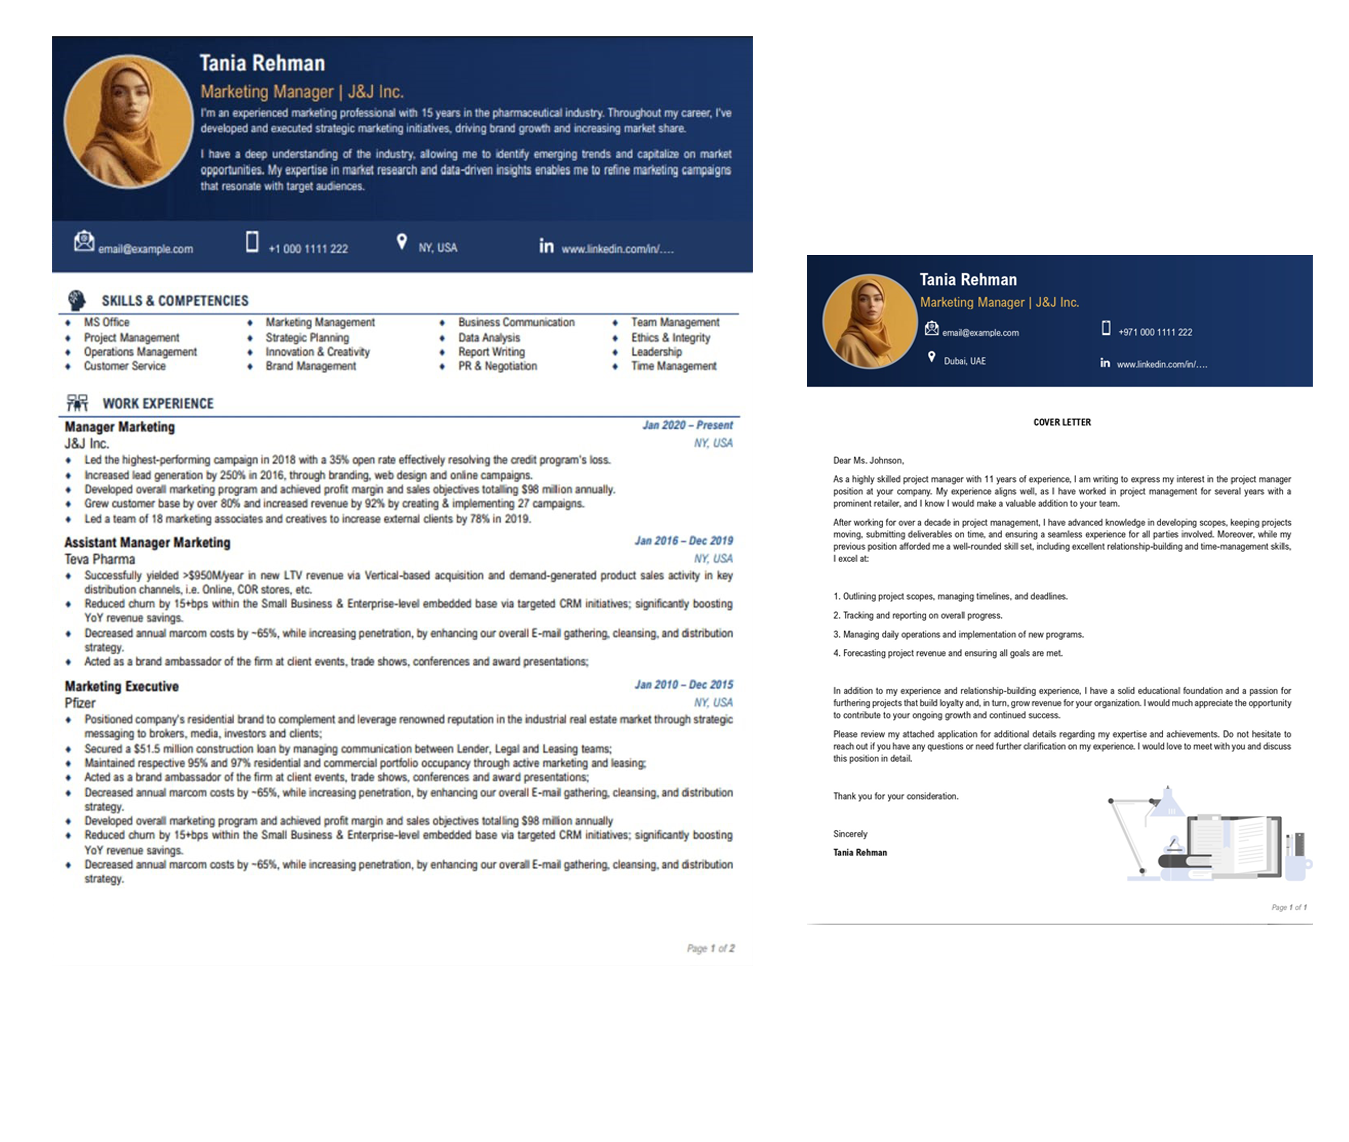 Tania Rehman
Marketing Manager | J&J Inc.
I'm an experienced marketing professional with 15 years in the pharmaceutical industry. Throughout my career, I've
developed and executed strategic marketing initiatives, driving brand growth and increasing market share.
I have a deep understanding of the industry, allowing me to identify emerging trends and capitalize on market
opportunities. My expertise in market research and data-driven insights enables me to refine marketing campaigns
that resonate with target audiences.
email@example.com
+1 000 1111 222
NY, USA
in www.linkedin.com/in/....
SKILLS & COMPETENCIES
MS Office
Project Management
Operations Management
Customer Service
Marketing Management
Strategic Planning
Innovation & Creativity
Brand Management
Business Communication
Data Analysis
Report Writing
PR & Negotiation
Team Management
Ethics & Integrity
Leadership
Time Management
WORK EXPERIENCE
Manager Marketing
Jan 2020 – Present
J&J Inc.
NY, USA
Led the highest-performing campaign in 2018 with a 35% open rate effectively resolving the credit program's loss.
Increased lead generation by 250% in 2016, through branding, web design and online campaigns.
Developed overall marketing program and achieved profit margin and sales objectives totalling $98 million annually.
Grew customer base by over 80% and increased revenue by 92% by creating & implementing 27 campaigns.
Led a team of 18 marketing associates and creatives to increase external clients by 78% in 2019.
Assistant Manager Marketing
Jan 2016 – Dec 2019
Teva Pharma
NY, USA
Successfully yielded >$950M/year in new LTV revenue via Vertical-based acquisition and demand-generated product sales activity in key
distribution channels, i.e. Online, COR stores, etc.
Reduced churn by 15+bps within the Small Business & Enterprise-level embedded base via targeted CRM initiatives; significantly boosting
YoY revenue savings.
Decreased annual marcom costs by ~65%, while increasing penetration, by enhancing our overall E-mail gathering, cleansing, and distribution
strategy.
Acted as a brand ambassador of the firm at client events, trade shows, conferences and award presentations;
Marketing Executive
Jan 2010 – Dec 2015
Pfizer
NY, USA
Positioned company's residential brand to complement and leverage renowned reputation in the industrial real estate market through strategic
messaging to brokers, media, investors and clients;
Secured a $51.5 million construction loan by managing communication between Lender, Legal and Leasing teams;
Maintained respective 95% and 97% residential and commercial portfolio occupancy through active marketing and leasing;
Acted as a brand ambassador of the firm at client events, trade shows, conferences and award presentations;
Decreased annual marcom costs by ~65%, while increasing penetration, by enhancing our overall E-mail gathering, cleansing, and distribution
strategy.
Developed overall marketing program and achieved profit margin and sales objectives totalling $98 million annually
Reduced churn by 15+bps within the Small Business & Enterprise-level embedded base via targeted CRM initiatives; significantly boosting
YoY revenue savings.
Decreased annual marcom costs by ~65%, while increasing penetration, by enhancing our overall E-mail gathering, cleansing, and distribution
strategy.
Page 1 of 2
Tania Rehman
Marketing Manager | J&J Inc.
email@example.com
+971 000 1111 222
Dubai, UAE
in www.linkedin.com/in/....
COVER LETTER
Dear Ms. Johnson,
As a highly skilled project manager with 11 years of experience, I am writing to express my interest in the project manager
position at your company. My experience aligns well, as I have worked in project management for several years with a
prominent retailer, and I know I would make a valuable addition to your team.
After working for over a decade in project management, I have advanced knowledge in developing scopes, keeping projects
moving, submitting deliverables on time, and ensuring a seamless experience for all parties involved. Moreover, while my
previous position afforded me a well-rounded skill set, including excellent relationship-building and time-management skills,
I excel at:
1. Outlining project scopes, managing timelines, and deadlines.
2. Tracking and reporting on overall progress.
3. Managing daily operations and implementation of new programs.
4. Forecasting project revenue and ensuring all goals are met.
In addition to my experience and relationship-building experience, I have a solid educational foundation and a passion for
furthering projects that build loyalty and, in turn, grow revenue for your organization. I would much appreciate the opportunity
to contribute to your ongoing growth and continued success.
Please review my attached application for additional details regarding my expertise and achievements. Do not hesitate to
reach out if you have any questions or need further clarification on my experience. I would love to meet with you and discuss
this position in detail.
Thank you for your consideration.
Sincerely
Tania Rehman
Page 1 of 1